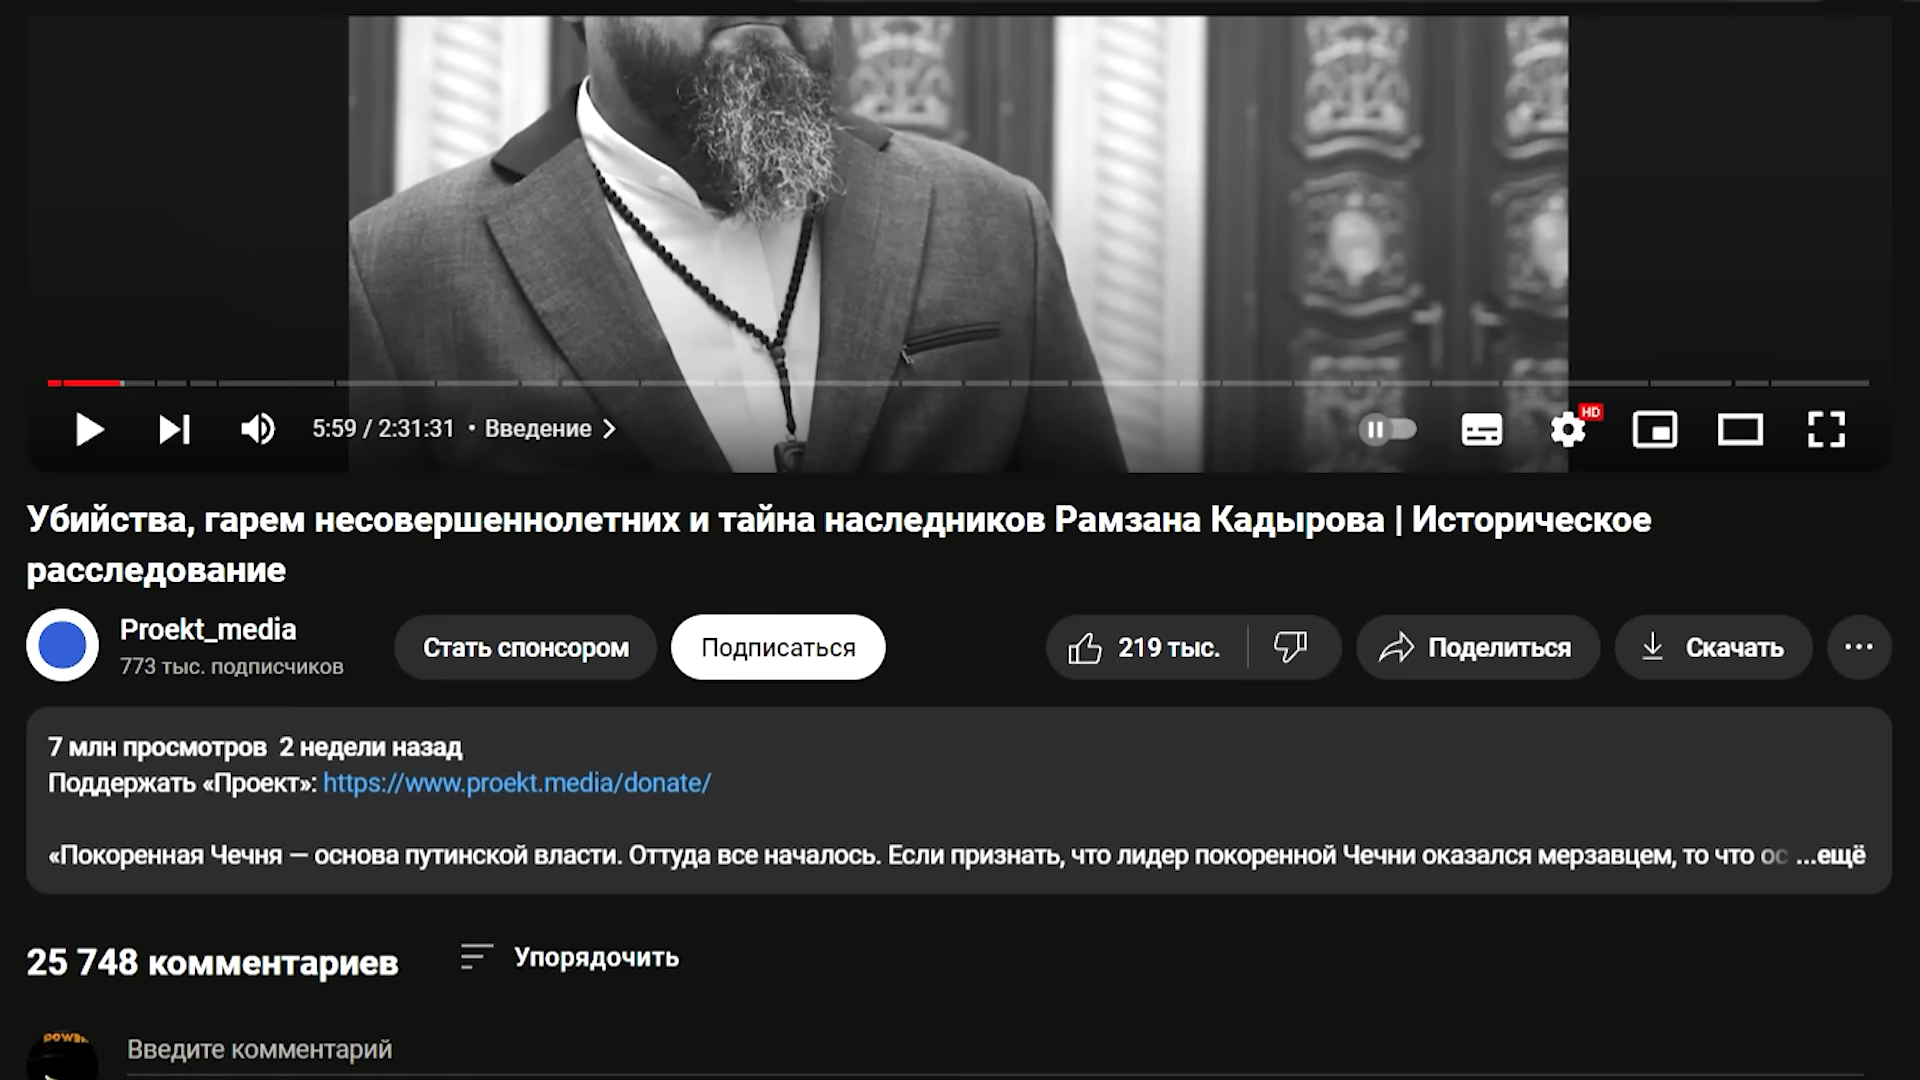 5:59 / 2:31:31 • Введение
HD
Убийства, гарем несовершеннолетних и тайна наследников Рамзана Кадырова | Историческое
расследование
Proekt_media
773 тыс. подписчиков
Стать спонсором
Подписаться
219 тыс.
Поделиться
Скачать
7 млн просмотров 2 недели назад
Поддержать «Проект»: https://www.proekt.media/donate/
«Покоренная Чечня — основа путинской власти. Оттуда все началось. Если признать, что лидер покоренной Чечни оказался мерзавцем, то что ос ...ещё
25 748 комментариев
Упорядочить
Введите комментарий